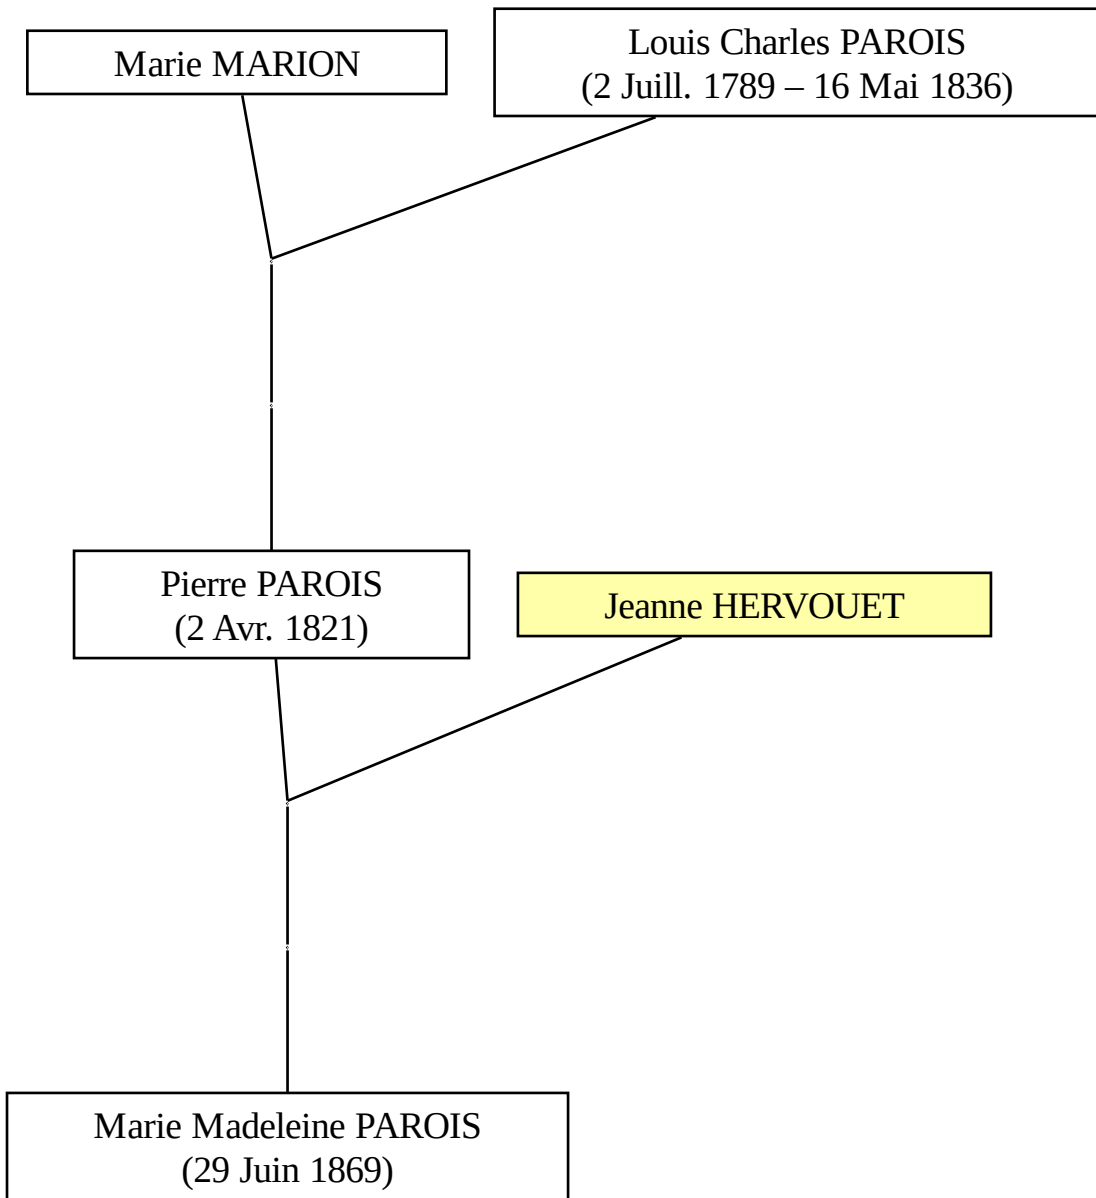 Marie MARION
Louis Charles PAROIS
(2 Juill. 1789 – 16 Mai 1836)
Pierre PAROIS
(2 Avr. 1821)
Jeanne HERVOUET
Marie Madeleine PAROIS
(29 Juin 1869)